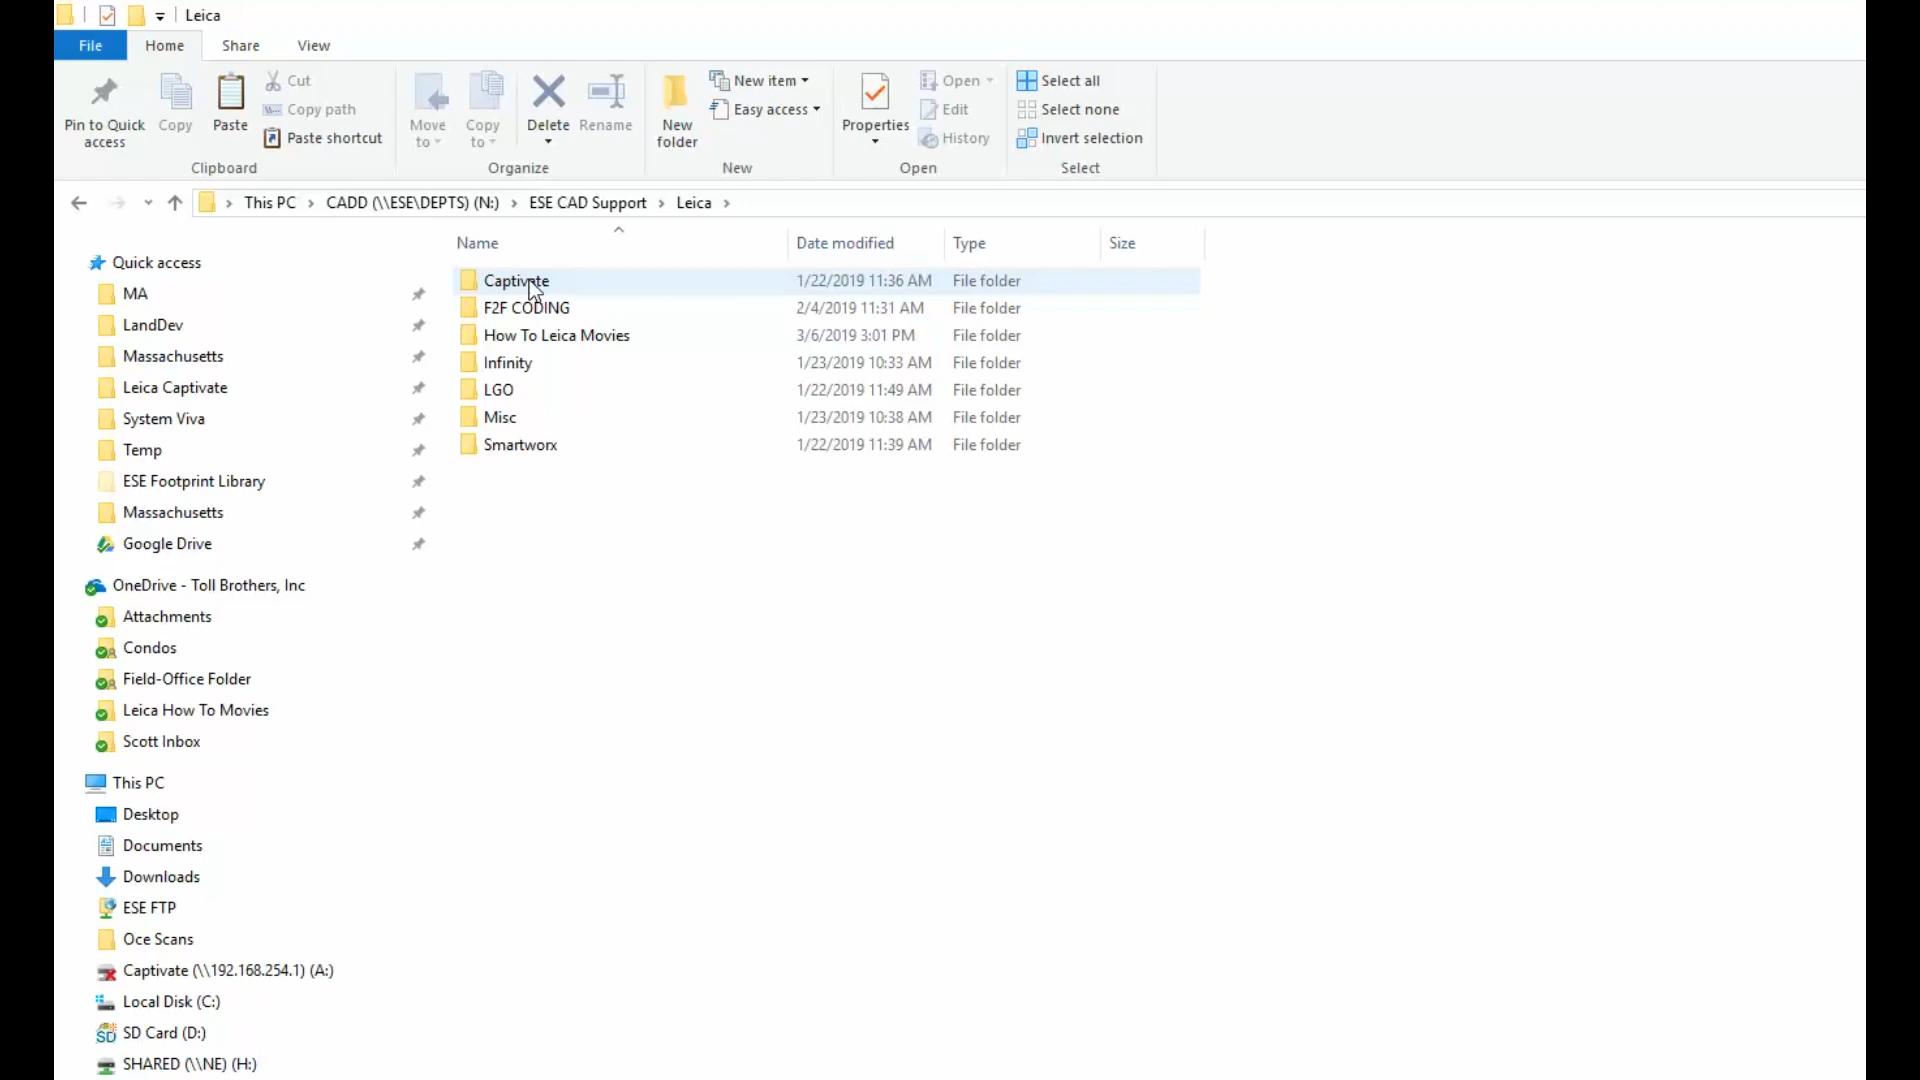 Leica
File Home Share View
Pin to Quick access
Copy
Paste
Cut
Copy path
Paste shortcut
Clipboard
Move to
Copy to
Delete
Rename
Organize
New folder
New item
Easy access
New
Properties
Open
Edit
History
Open
Select all
Select none
Invert selection
Select
This PC CADD (\\ESE\DEPTS) (N:) ESE CAD Support Leica
Name Date modified Type Size
Captivate 1/22/2019 11:36 AM File folder
F2F CODING 2/4/2019 11:31 AM File folder
How To Leica Movies 3/6/2019 3:01 PM File folder
Infinity 1/23/2019 10:33 AM File folder
LGO 1/22/2019 11:49 AM File folder
Misc 1/23/2019 10:38 AM File folder
Smartworx 1/22/2019 11:39 AM File folder
Quick access
MA
LandDev
Massachusetts
Leica Captivate
System Viva
Temp
ESE Footprint Library
Massachusetts
Google Drive
OneDrive - Toll Brothers, Inc
Attachments
Condos
Field-Office Folder
Leica How To Movies
Scott Inbox
This PC
Desktop
Documents
Downloads
ESE FTP
Oce Scans
Captivate (\\192.168.254.1) (A:)
Local Disk (C:)
SD Card (D:)
SHARED (\\NE) (H:)